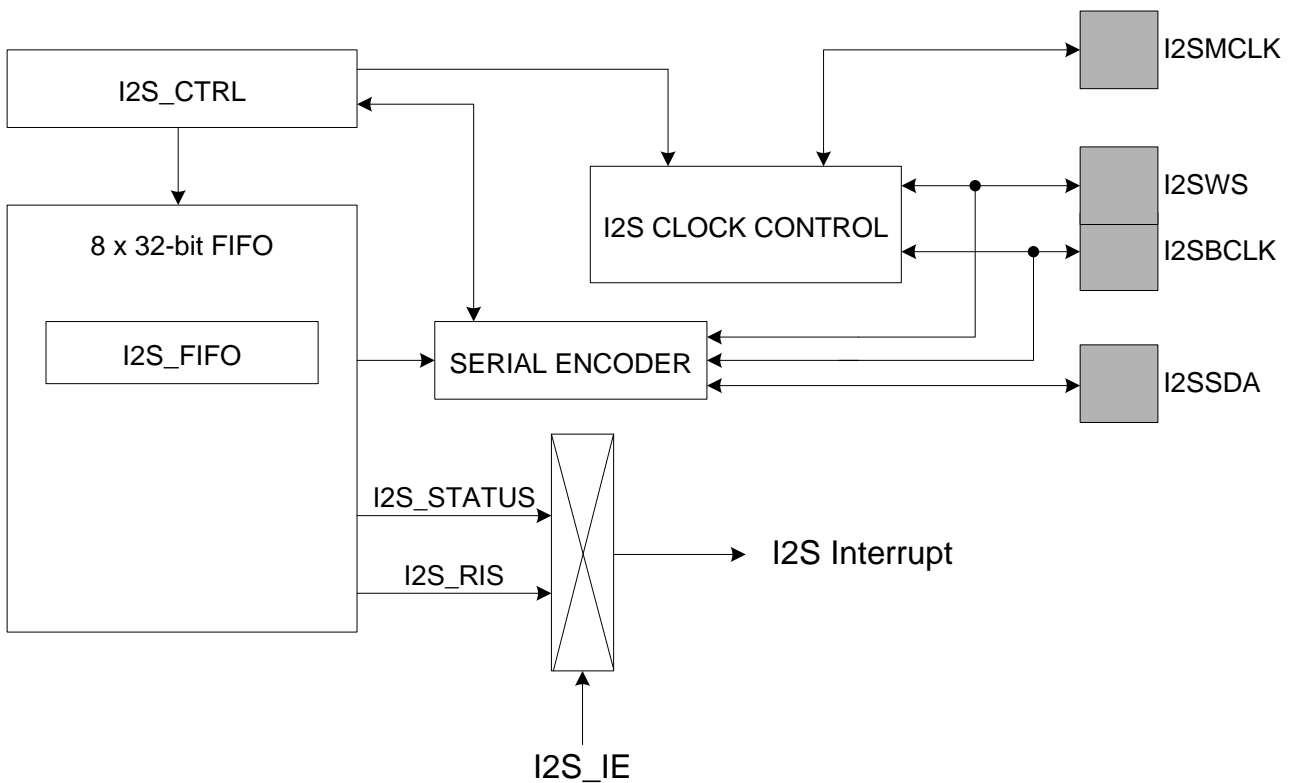 I2SMCLK
I2S_CTRL
I2SWS
I2S CLOCK CONTROL
8 x 32-bit FIFO
I2SBCLK
I2S_FIFO
SERIAL ENCODER
I2SSDA
I2S_STATUS
I2S Interrupt
I2S_RIS
I2S_IE